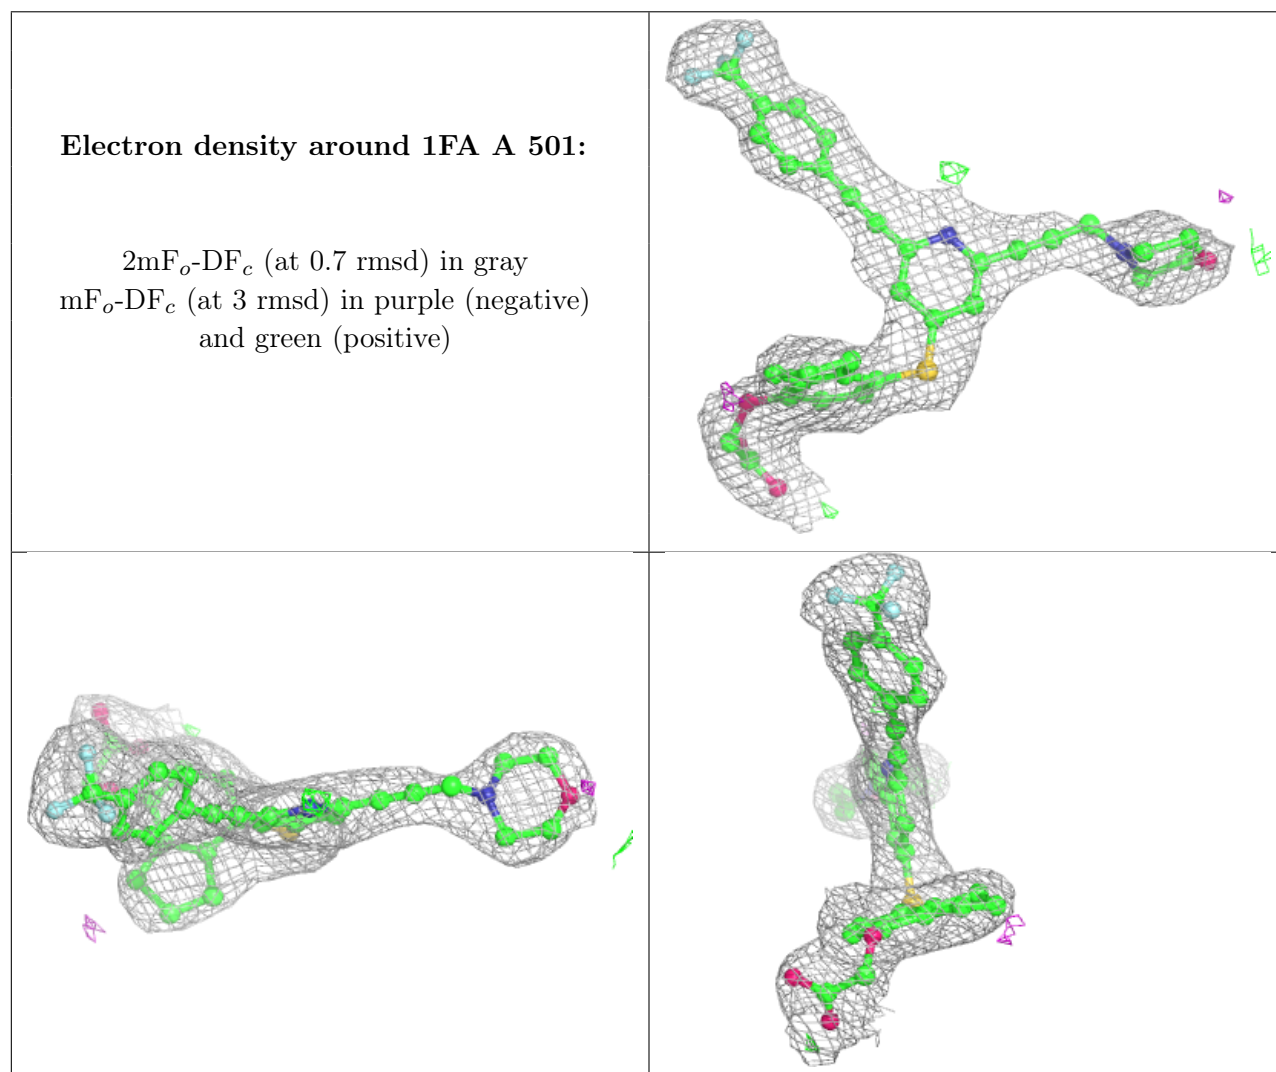 Electron density around 1FA A 501:
2mFo-DFc (at 0.7 rmsd) in gray
mFo-DFc (at 3 rmsd) in purple (negative)
and green (positive)